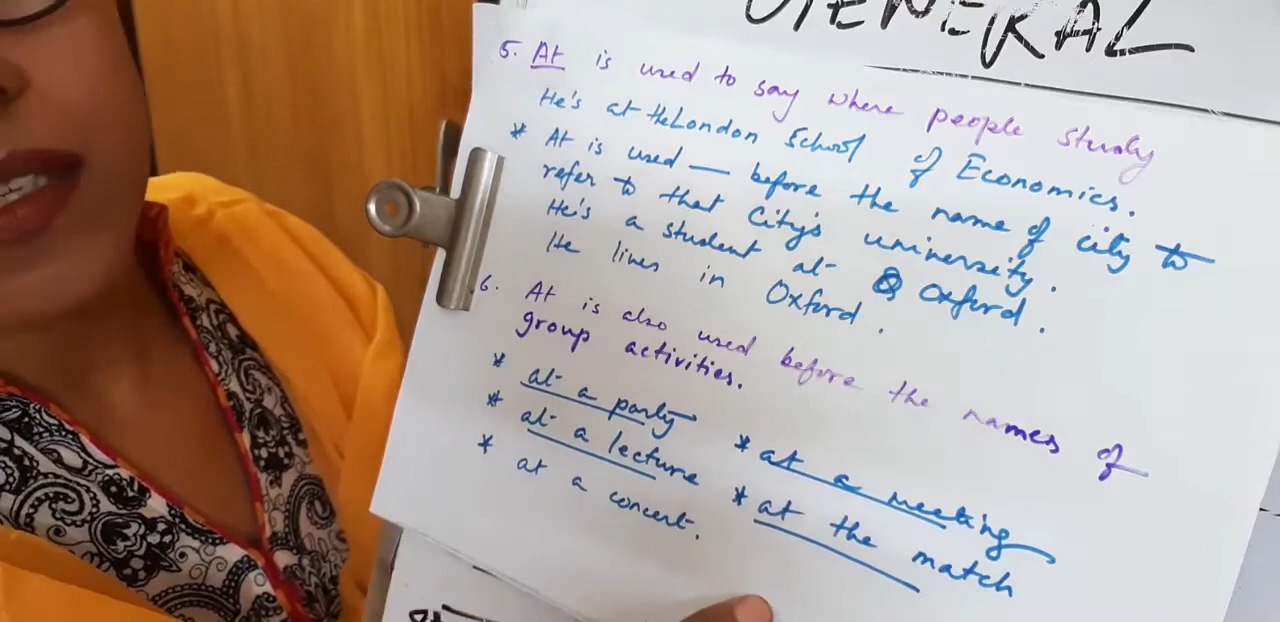 GENERAL
5. At is used to say where people study
He's at the London School of Economics.
* At is used — before the name of city to
refer to that City's university.
He's a student at Oxford.
He lives in Oxford.
6. At is also used before the names of
group activities.
* at a party
* at a lecture
* at a concert.
* at a meeting
* at the match